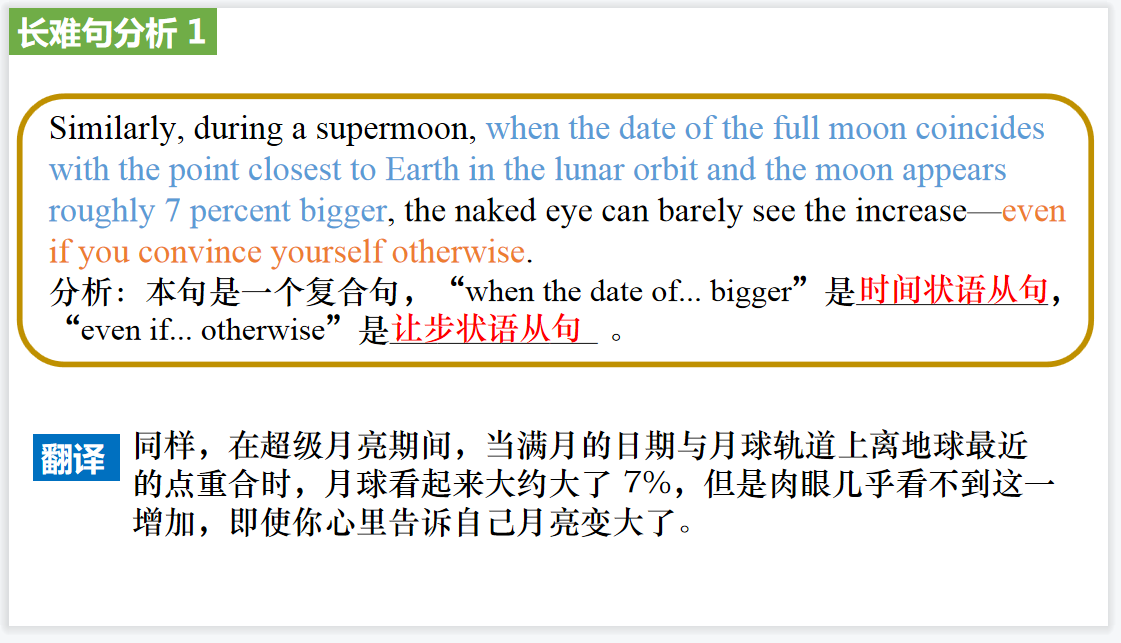 长难句分析 1
Similarly, during a supermoon, when the date of the full moon coincides
with the point closest to Earth in the lunar orbit and the moon appears
roughly 7 percent bigger, the naked eye can barely see the increase—even
if you convince yourself otherwise.
分析：本句是一个复合句，“when the date of... bigger”是时间状语从句，
“even if... otherwise”是让步状语从句 。
翻译
同样，在超级月亮期间，当满月的日期与月球轨道上离地球最近
的点重合时，月球看起来大约大了 7%，但是肉眼几乎看不到这一
增加，即使你心里告诉自己月亮变大了。